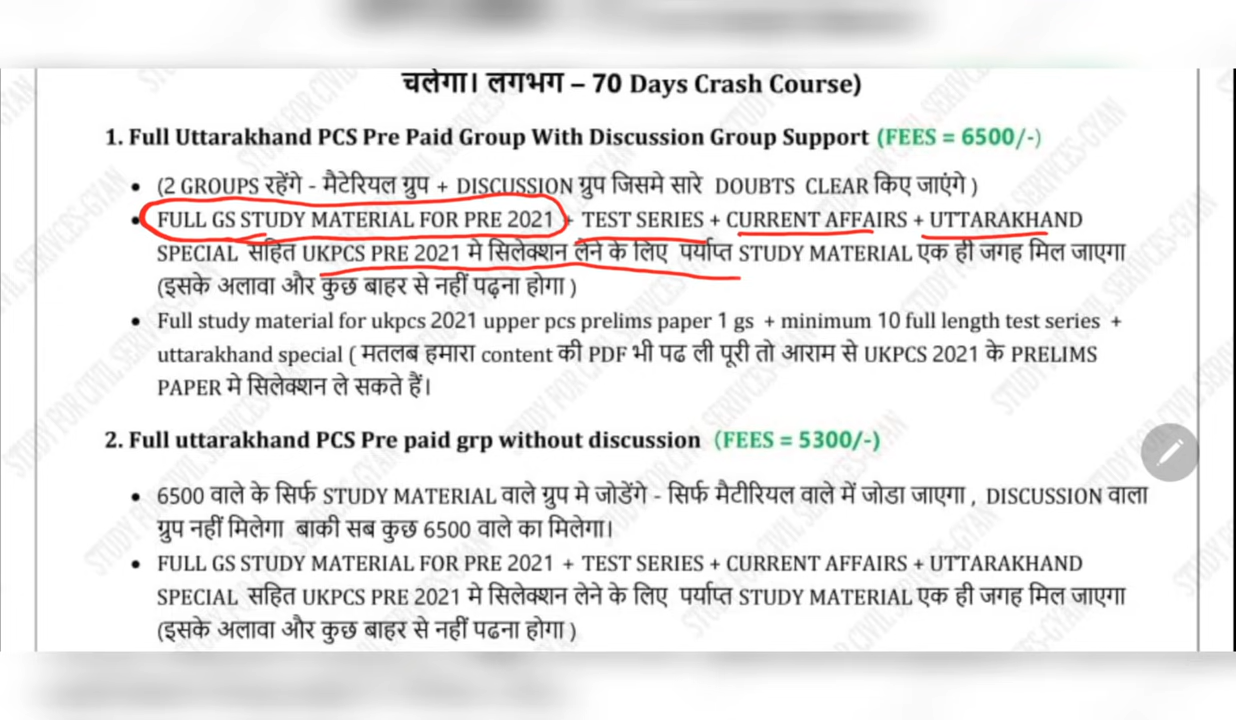 चलेगा। लगभग – 70 Days Crash Course)
1. Full Uttarakhand PCS Pre Paid Group With Discussion Group Support (FEES = 6500/-)
• (2 GROUPS रहेंगे - मैटेरियल ग्रुप + DISCUSSION ग्रुप जिसमे सारे DOUBTS CLEAR किए जाएंगे )
• FULL GS STUDY MATERIAL FOR PRE 2021 + TEST SERIES + CURRENT AFFAIRS + UTTARAKHAND
SPECIAL सहित UKPCS PRE 2021 मे सिलेक्शन लेने के लिए पर्याप्त STUDY MATERIAL एक ही जगह मिल जाएगा
(इसके अलावा और कुछ बाहर से नहीं पढ़ना होगा )
• Full study material for ukpcs 2021 upper pcs prelims paper 1 gs + minimum 10 full length test series +
uttarakhand special ( मतलब हमारा content की PDF भी पढ ली पूरी तो आराम से UKPCS 2021 के PRELIMS
PAPER मे सिलेक्शन ले सकते हैं।
2. Full uttarakhand PCS Pre paid grp without discussion (FEES = 5300/-)
• 6500 वाले के सिर्फ STUDY MATERIAL वाले ग्रुप मे जोडेंगे - सिर्फ मैटीरियल वाले में जोडा जाएगा , DISCUSSION वाला
ग्रुप नहीं मिलेगा बाकी सब कुछ 6500 वाले का मिलेगा।
• FULL GS STUDY MATERIAL FOR PRE 2021 + TEST SERIES + CURRENT AFFAIRS + UTTARAKHAND
SPECIAL सहित UKPCS PRE 2021 मे सिलेक्शन लेने के लिए पर्याप्त STUDY MATERIAL एक ही जगह मिल जाएगा
(इसके अलावा और कुछ बाहर से नहीं पढना होगा )
STUDY FOR CIVIL SERVICES-GYAN